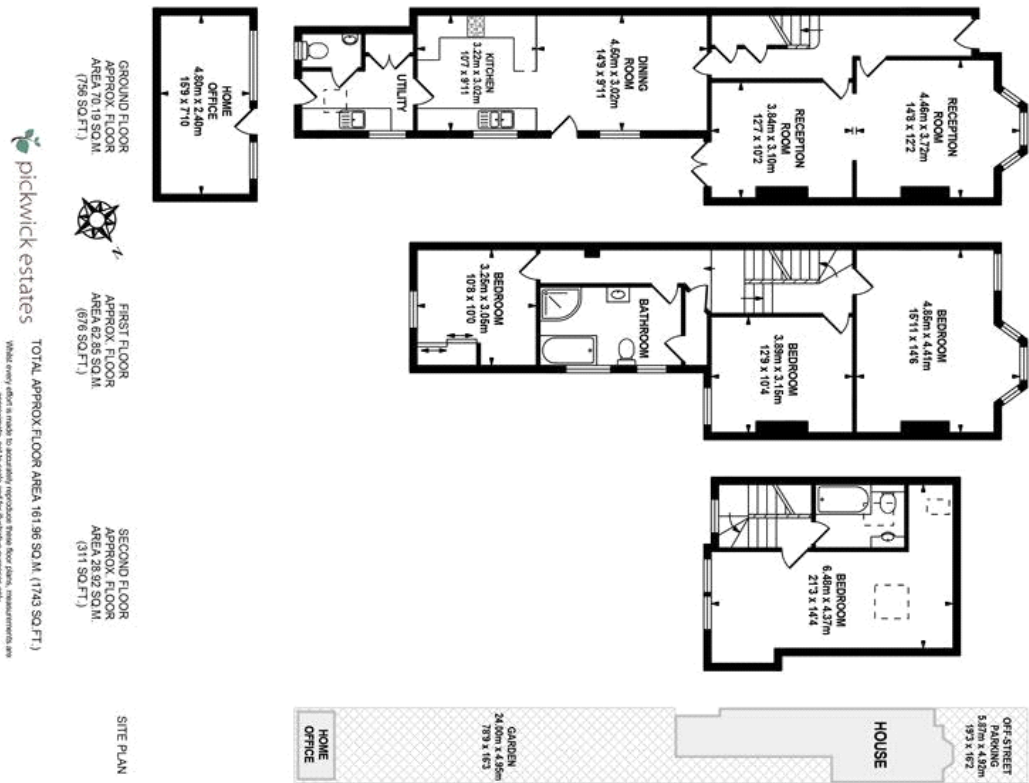 HOME
OFFICE
4.80m x 2.40m
15'9 x 7'10
UTILITY
KITCHEN
3.22m x 3.02m
10'7 x 9'11
DINING
ROOM
4.50m x 3.02m
14'9 x 9'11
RECEPTION
ROOM
3.84m x 3.10m
12'7 x 10'2
RECEPTION
ROOM
4.46m x 3.72m
14'8 x 12'2
GROUND FLOOR
APPROX. FLOOR
AREA 70.19 SQ.M.
(756 SQ.FT.)
BEDROOM
3.25m x 3.05m
10'8 x 10'0
BATHROOM
BEDROOM
3.89m x 3.15m
12'9 x 10'4
BEDROOM
4.85m x 4.41m
15'11 x 14'6
FIRST FLOOR
APPROX. FLOOR
AREA 62.85 SQ.M.
(676 SQ.FT.)
BEDROOM
6.48m x 4.37m
21'3 x 14'4
SECOND FLOOR
APPROX. FLOOR
AREA 28.92 SQ.M.
(311 SQ.FT.)
HOME
OFFICE
GARDEN
24.00m x 4.95m
78'9 x 16'3
HOUSE
OFF-STREET
PARKING
5.87m x 4.92m
19'3 x 16'2
SITE PLAN
N
pickwick estates
TOTAL APPROX.FLOOR AREA 161.96 SQ.M. (1743 SQ.FT.)
Whilst every effort is made to accurately reproduce these floor plans, measurements are